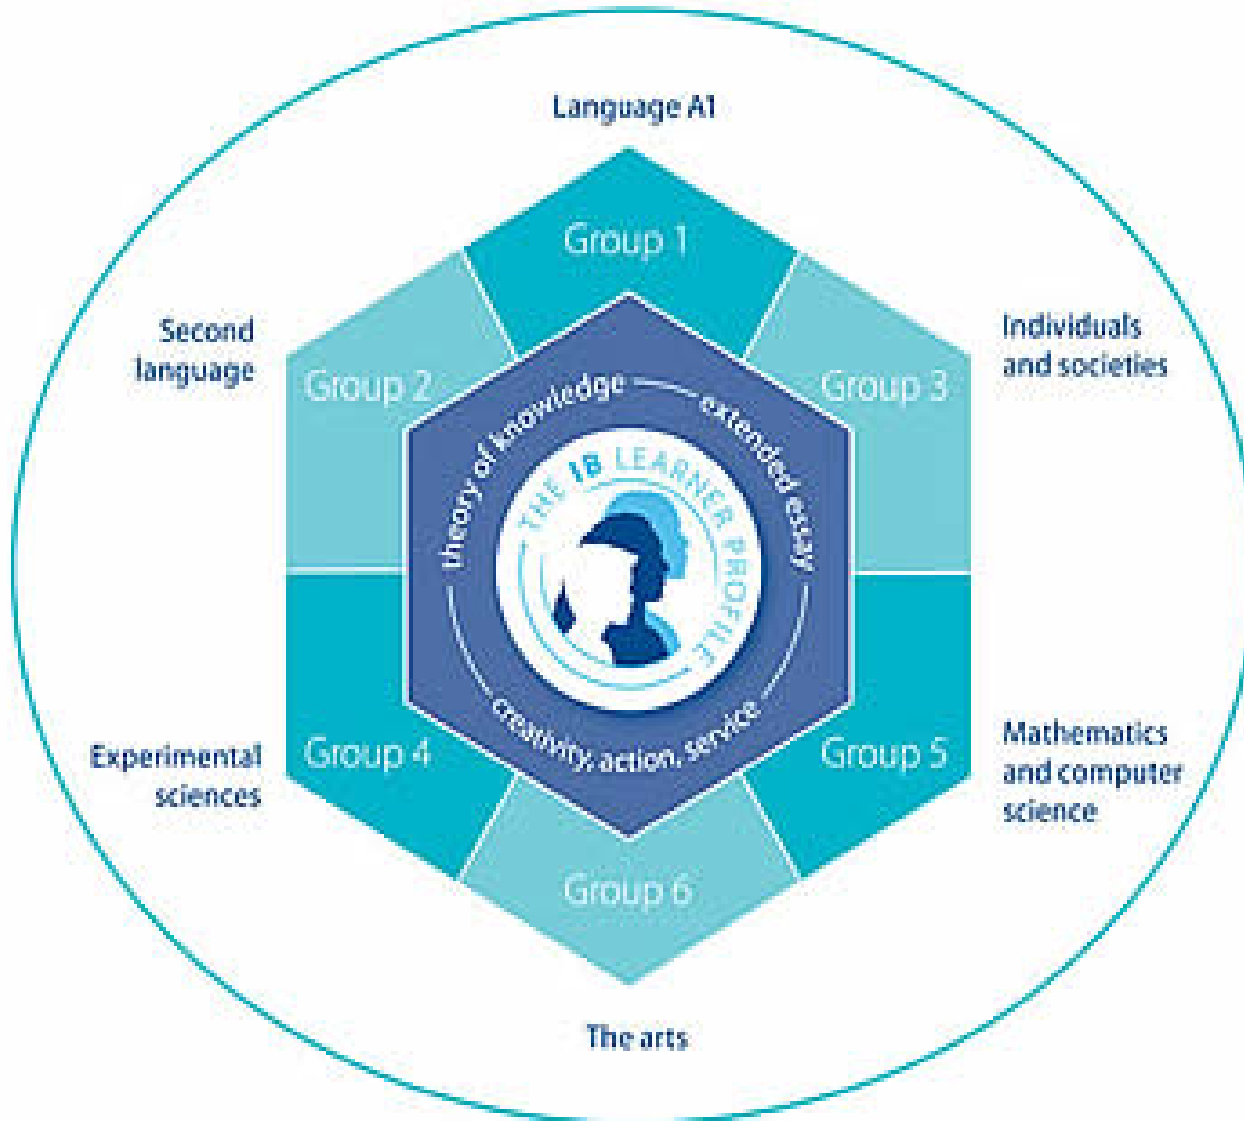 Language A1
Group 1
Second
language
Group 2
Individuals
and societies
Group 3
theory of knowledge
extended essay
THE IB LEARNER PROFILE
creativity, action, service
Experimental
sciences
Group 4
Group 5
Mathematics
and computer
science
Group 6
The arts